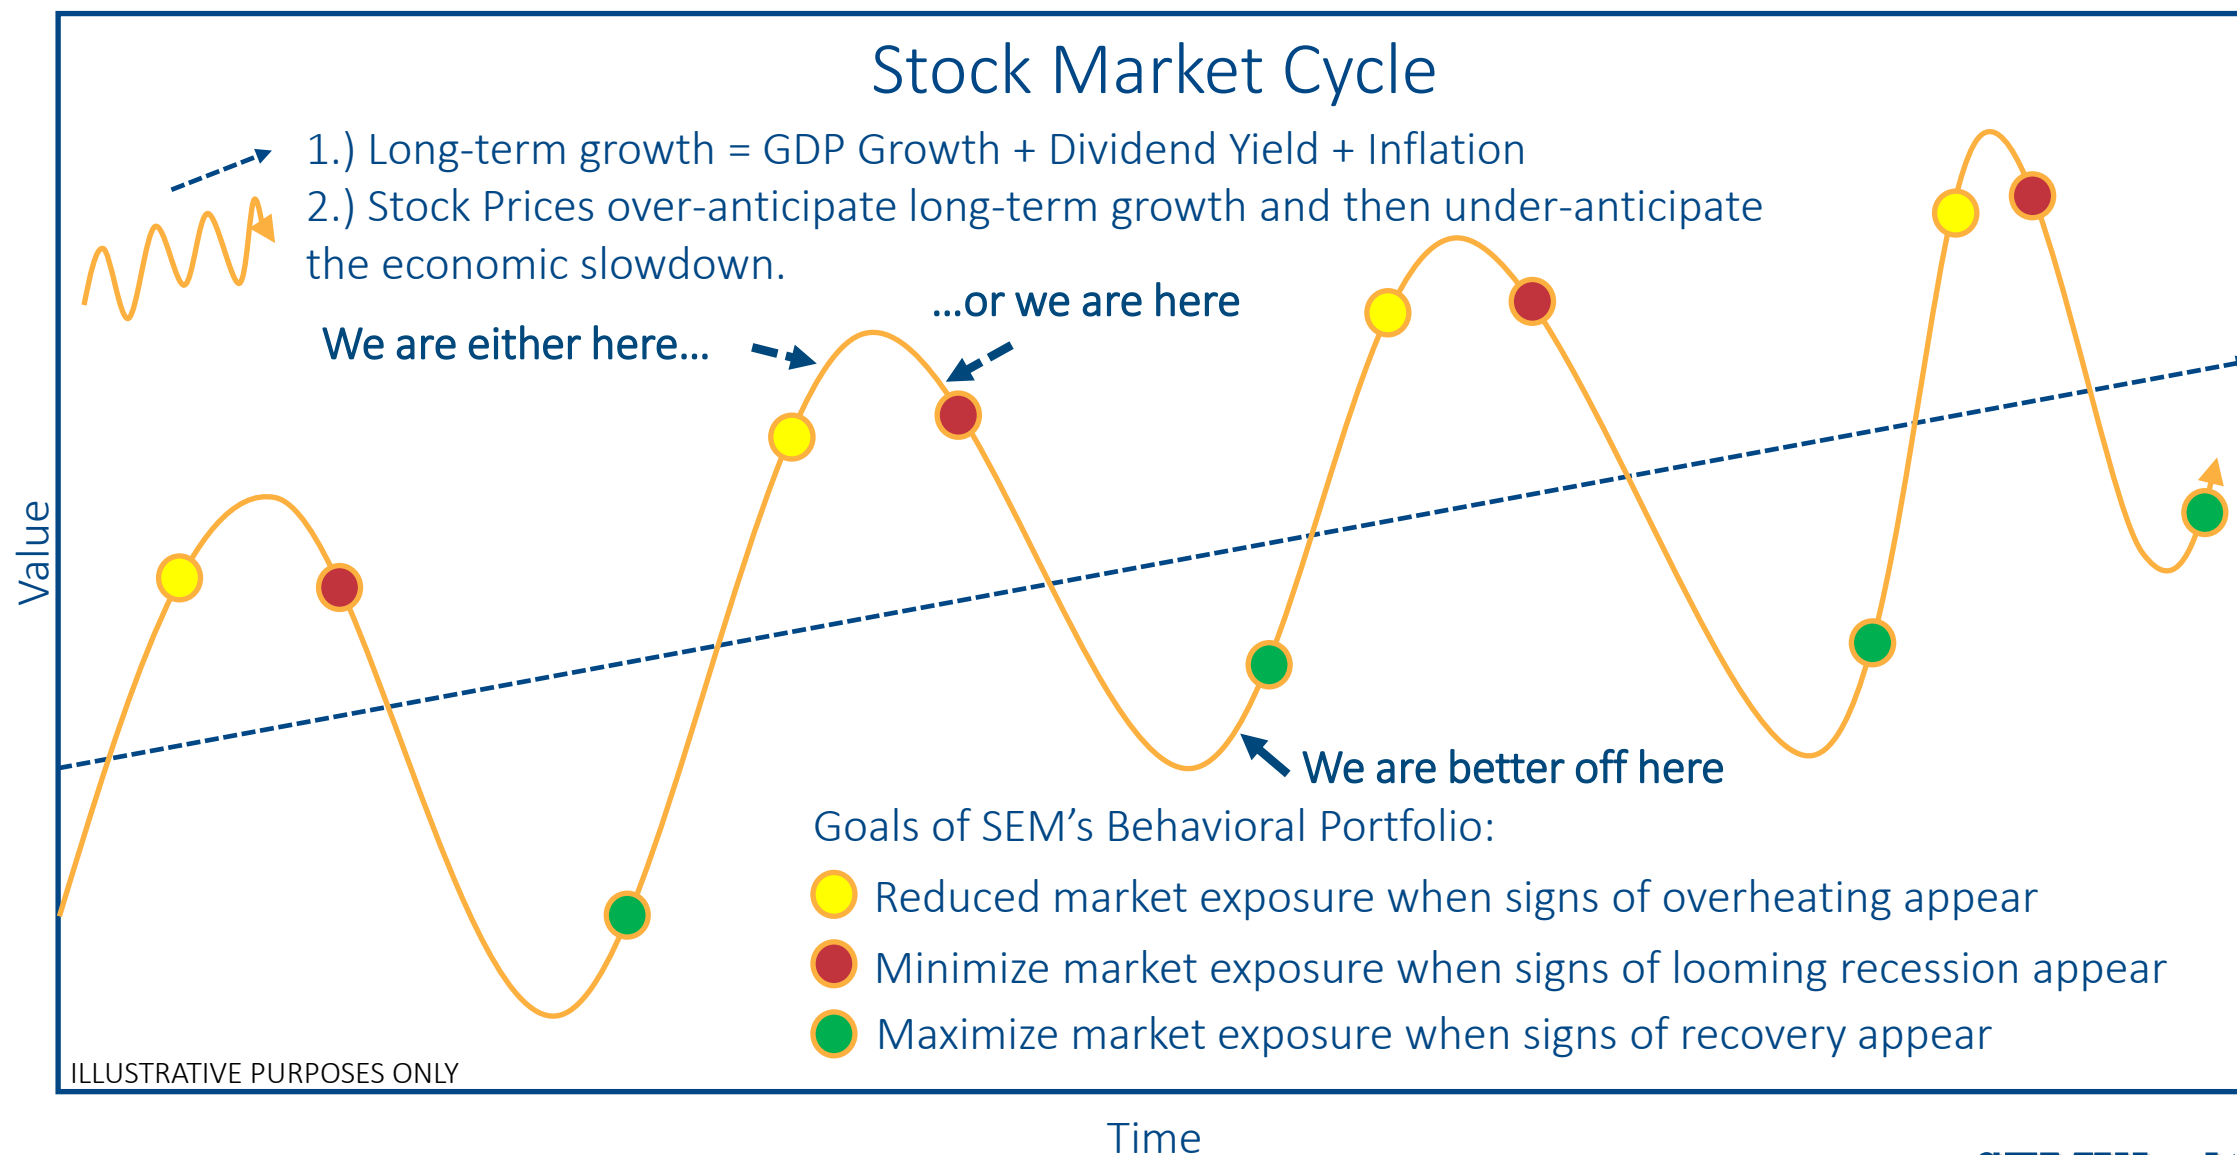 Stock Market Cycle
1.) Long-term growth = GDP Growth + Dividend Yield + Inflation
2.) Stock Prices over-anticipate long-term growth and then under-anticipate
the economic slowdown.
...or we are here
We are either here...
Value
We are better off here
Goals of SEM’s Behavioral Portfolio:
Reduced market exposure when signs of overheating appear
Minimize market exposure when signs of looming recession appear
Maximize market exposure when signs of recovery appear
ILLUSTRATIVE PURPOSES ONLY
Time